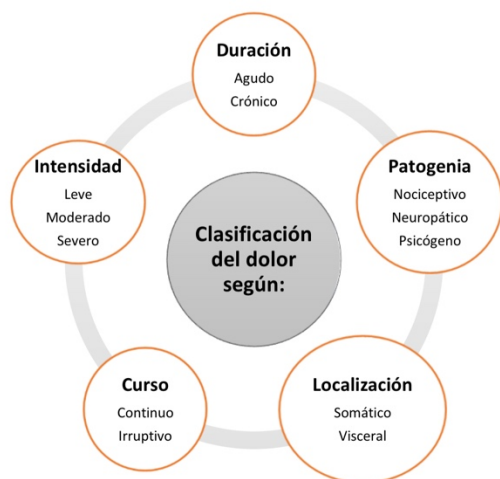 Duración
Agudo
Crónico
Patogenia
Nociceptivo
Neuropático
Psicógeno
Localización
Somático
Visceral
Curso
Continuo
Irruptivo
Intensidad
Leve
Moderado
Severo
Clasificación
del dolor
según: